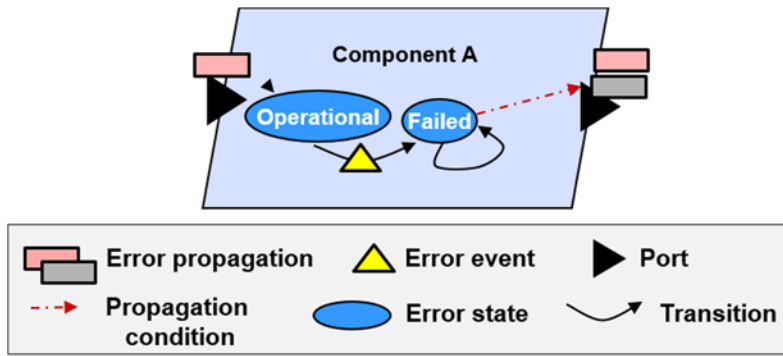 Component A
Operational
Failed
Error propagation
Error event
Port
Propagation
condition
Error state
Transition